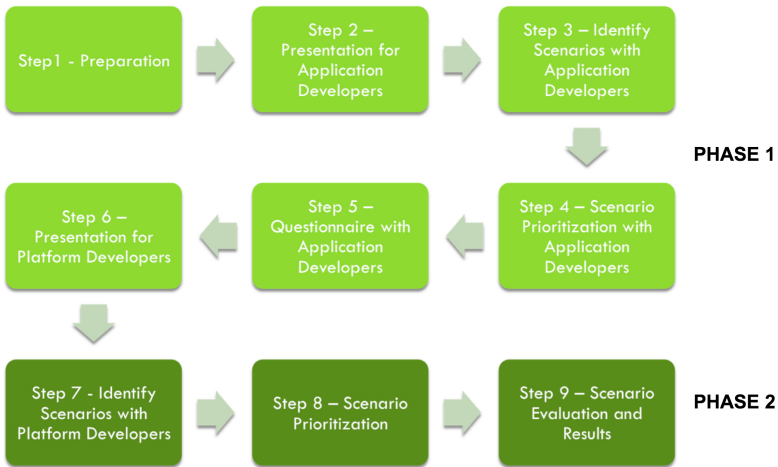 Step1 - Preparation
Step 2 –
Presentation for
Application
Developers
Step 3 – Identify
Scenarios with
Application
Developers
PHASE 1
Step 4 – Scenario
Prioritization with
Application
Developers
Step 5 –
Questionnaire with
Application
Developers
Step 6 –
Presentation for
Platform Developers
Step 7 - Identify
Scenarios with
Platform Developers
Step 8 – Scenario
Prioritization
Step 9 – Scenario
Evaluation and
Results
PHASE 2